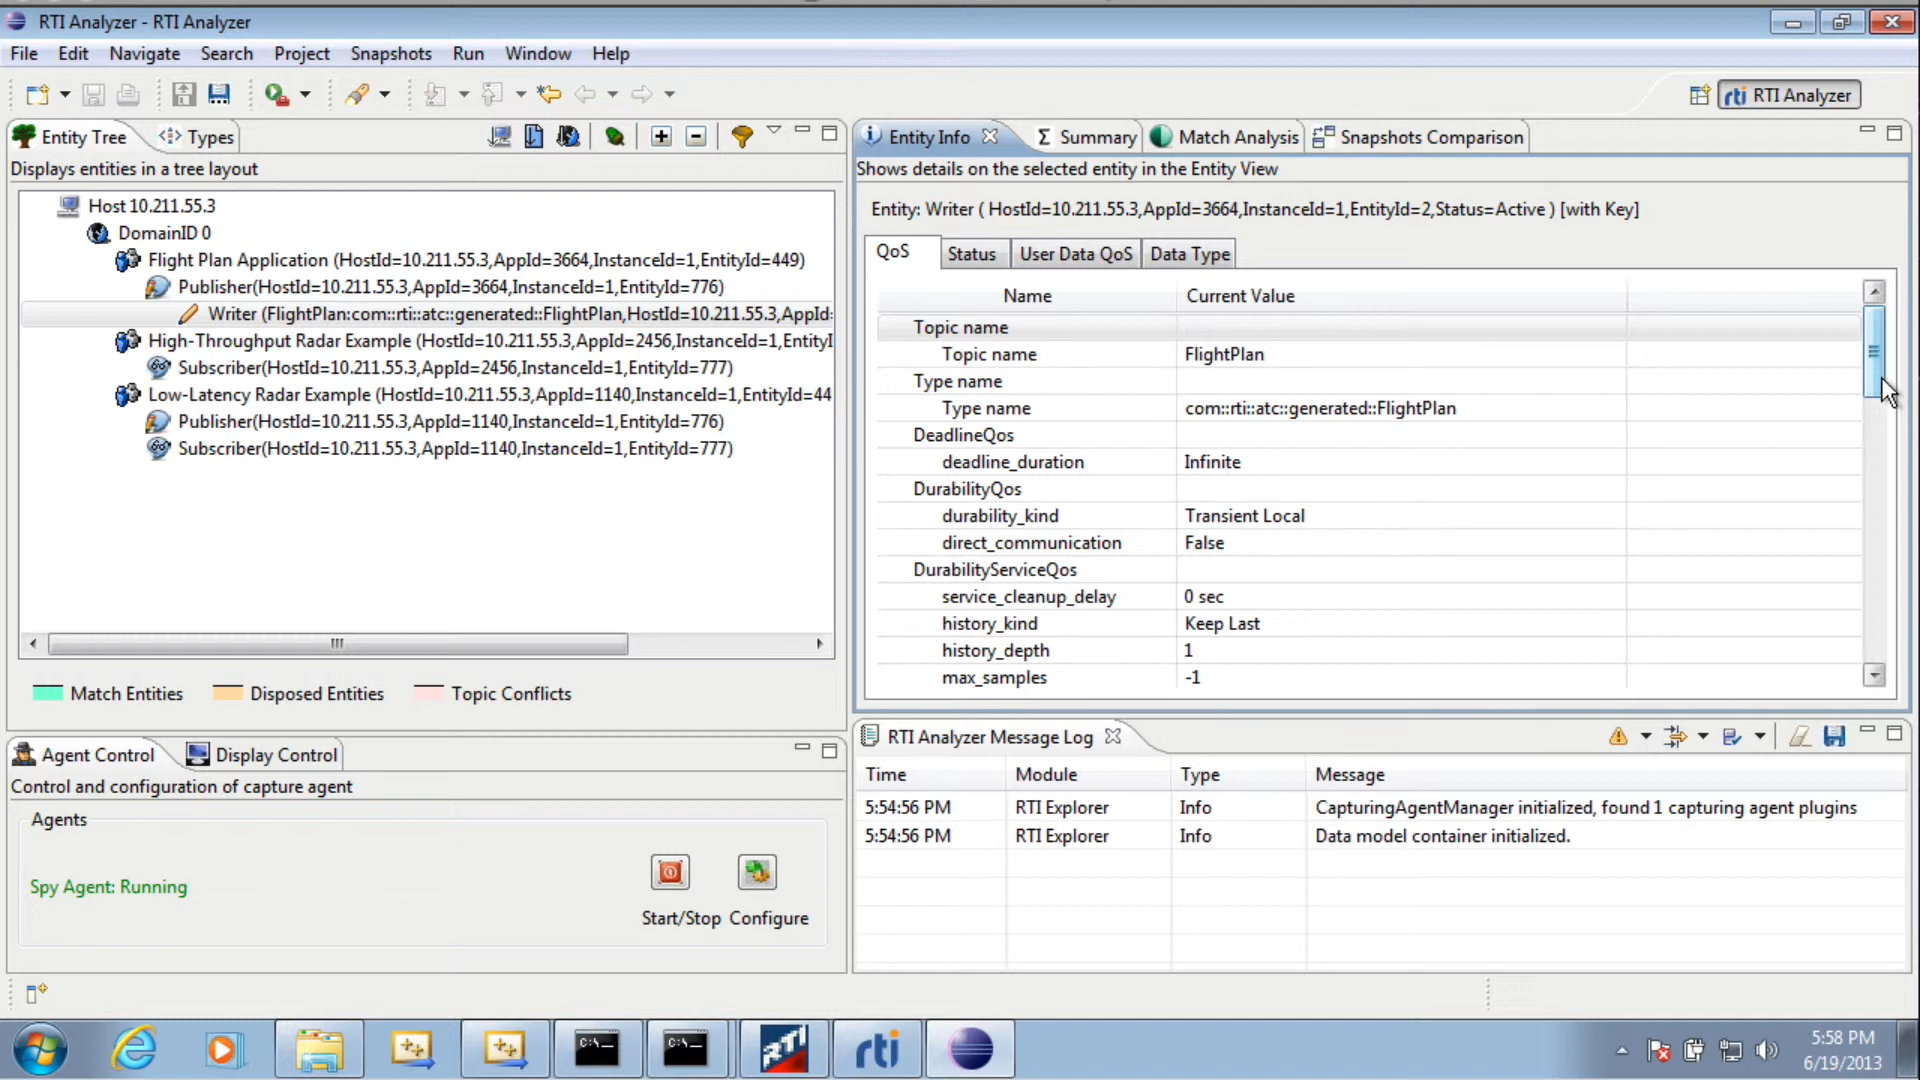 RTI Analyzer - RTI Analyzer
File Edit Navigate Search Project Snapshots Run Window Help
RTI Analyzer
Entity Tree Types
Displays entities in a tree layout
Host 10.211.55.3
DomainID 0
Flight Plan Application (HostId=10.211.55.3,AppId=3664,InstanceId=1,EntityId=449)
Publisher(HostId=10.211.55.3,AppId=3664,InstanceId=1,EntityId=776)
Writer (FlightPlan:com::rti::atc::generated::FlightPlan,HostId=10.211.55.3,AppId=
High-Throughput Radar Example (HostId=10.211.55.3,AppId=2456,InstanceId=1,EntityI
Subscriber(HostId=10.211.55.3,AppId=2456,InstanceId=1,EntityId=777)
Low-Latency Radar Example (HostId=10.211.55.3,AppId=1140,InstanceId=1,EntityId=44
Publisher(HostId=10.211.55.3,AppId=1140,InstanceId=1,EntityId=776)
Subscriber(HostId=10.211.55.3,AppId=1140,InstanceId=1,EntityId=777)
Match Entities Disposed Entities Topic Conflicts
Agent Control Display Control
Control and configuration of capture agent
Agents
Spy Agent: Running
Start/Stop Configure
Entity Info Summary Match Analysis Snapshots Comparison
Shows details on the selected entity in the Entity View
Entity: Writer ( HostId=10.211.55.3,AppId=3664,InstanceId=1,EntityId=2,Status=Active ) [with Key]
QoS Status User Data QoS Data Type
Name Current Value
Topic name
Topic name FlightPlan
Type name
Type name com::rti::atc::generated::FlightPlan
DeadlineQos
deadline_duration Infinite
DurabilityQos
durability_kind Transient Local
direct_communication False
DurabilityServiceQos
service_cleanup_delay 0 sec
history_kind Keep Last
history_depth 1
max_samples -1
RTI Analyzer Message Log
Time Module Type Message
5:54:56 PM RTI Explorer Info CapturingAgentManager initialized, found 1 capturing agent plugins
5:54:56 PM RTI Explorer Info Data model container initialized.
C:\_ C:\_ RTI rti
5:58 PM
6/19/2013